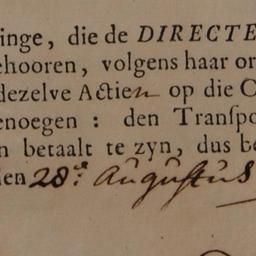 inge, die de DIRECTE
ehooren, volgens haar or
dezelve Actien op die C
enoegen: den Tranſpo
n betaalt te zyn, dus be
en 28e: Augustus